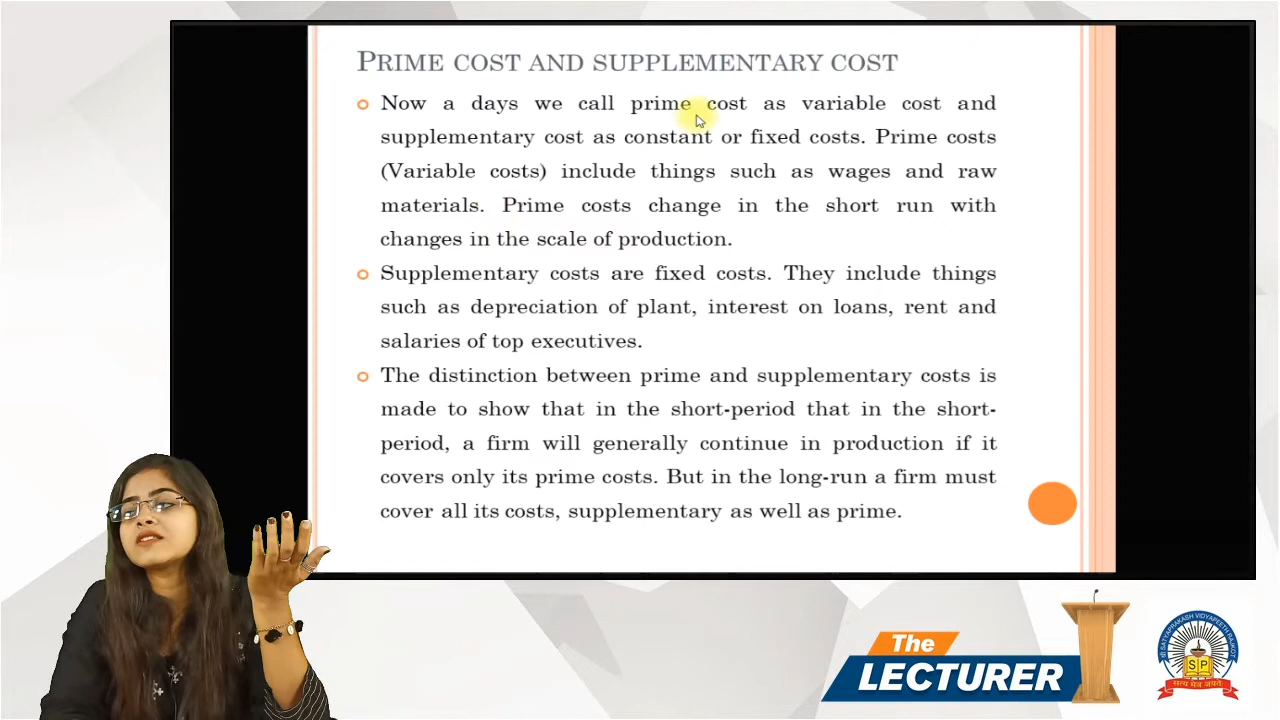 PRIME COST AND SUPPLEMENTARY COST
Now a days we call prime cost as variable cost and
supplementary cost as constant or fixed costs. Prime costs
(Variable costs) include things such as wages and raw
materials. Prime costs change in the short run with
changes in the scale of production.
Supplementary costs are fixed costs. They include things
such as depreciation of plant, interest on loans, rent and
salaries of top executives.
The distinction between prime and supplementary costs is
made to show that in the short-period that in the short-
period, a firm will generally continue in production if it
covers only its prime costs. But in the long-run a firm must
cover all its costs, supplementary as well as prime.
The
LECTURER
SP
सत्य मेव जयते